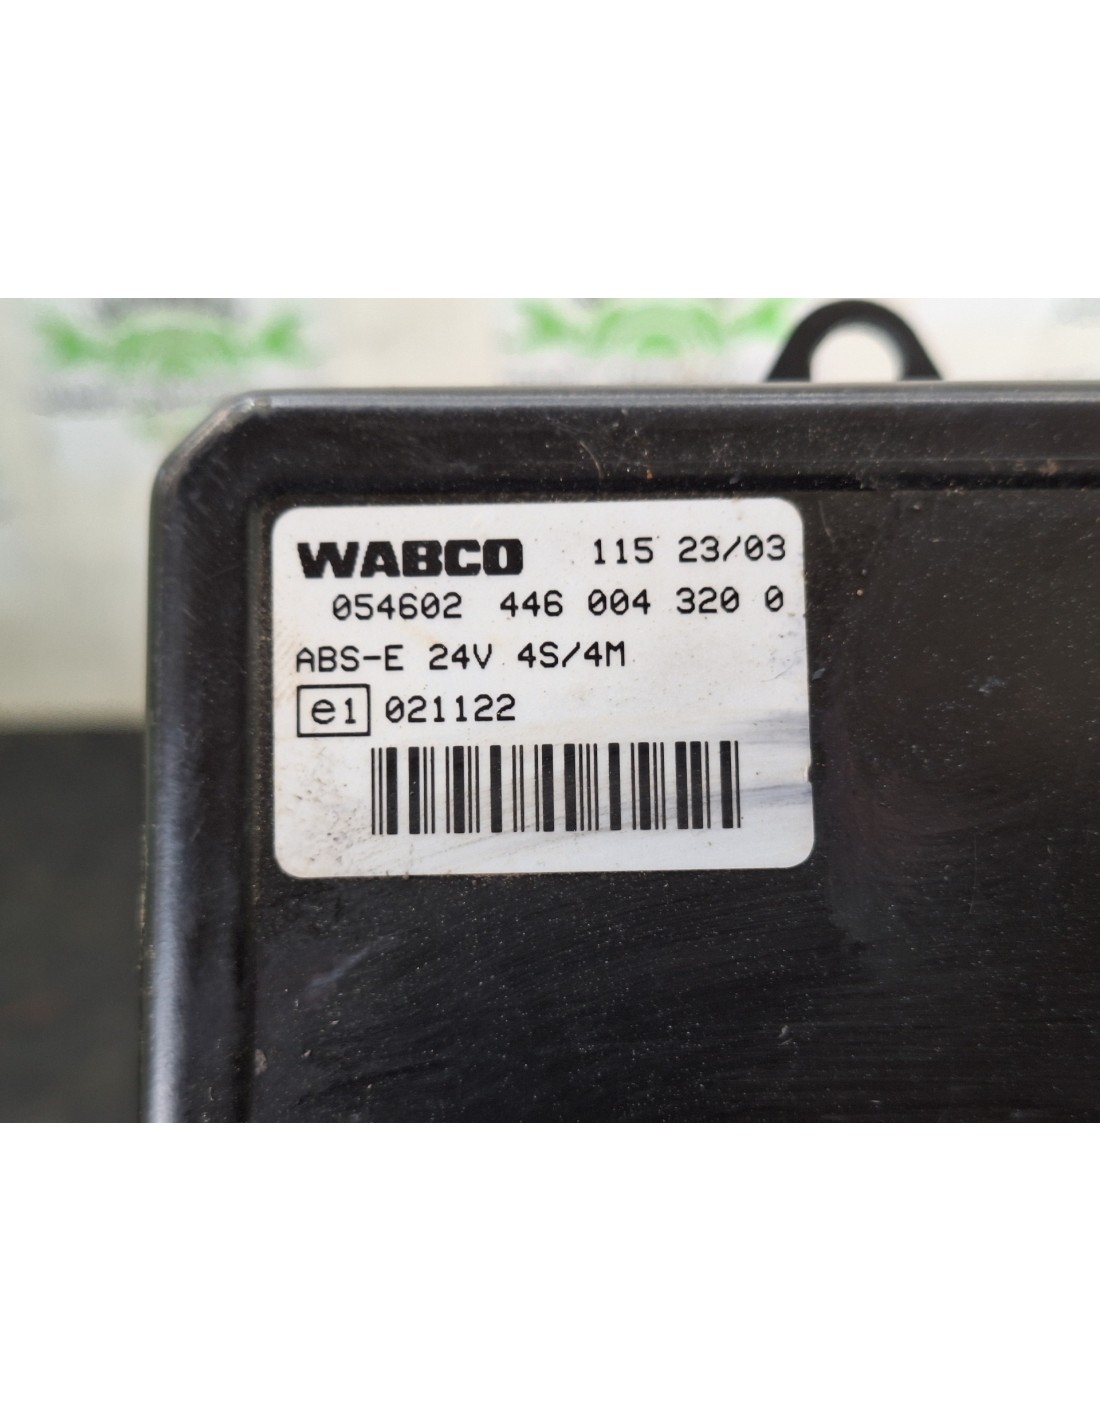 WABCO 115 23/03
054602 446 004 320 0
ABS-E 24V 4S/4M
e1 021122